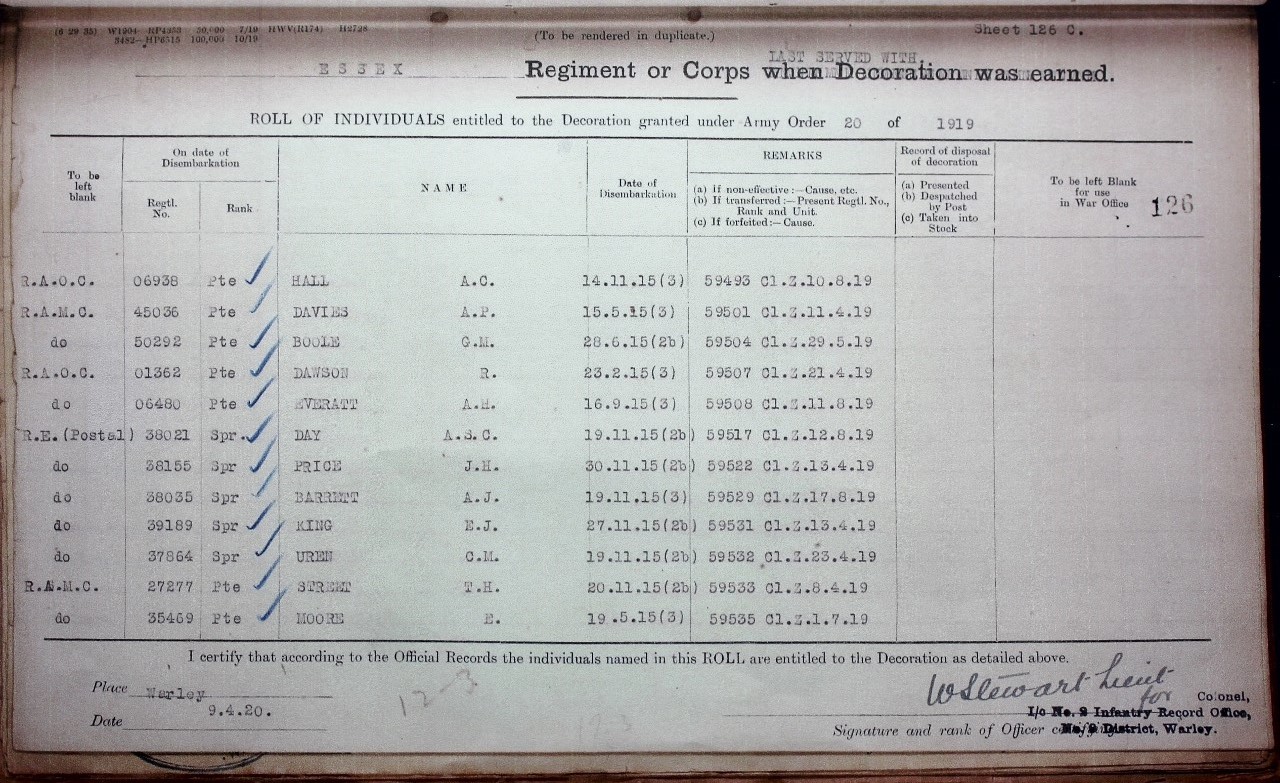 (6 29 35) W1904— RP4353 50,000 7/19 HWV(R174) H2728
3482—HP6515 100,000 10/19
(To be rendered in duplicate.)
Sheet 126 C.
LAST SERVED WITH.
ESSEX Regiment or Corps when Decoration was earned.
ROLL OF INDIVIDUALS entitled to the Decoration granted under Army Order 20 of 1919
To be left blank
On date of Disembarkation
Regtl. No.
Rank
NAME
Date of Disembarkation
REMARKS
(a) If non-effective :—Cause, etc.
(b) If transferred :—Present Regtl. No., Rank and Unit.
(c) If forfeited :—Cause.
Record of disposal of decoration
(a) Presented
(b) Despatched by Post
(c) Taken into Stock
To be left Blank for use in War Office
126
R.A.O.C. 06938 Pte HALL A.C. 14.11.15(3) 59493 Cl.Z.10.8.19
R.A.M.C. 45036 Pte DAVIES A.P. 15.5.15(3) 59501 Cl.Z.11.4.19
do 50292 Pte BOOLE G.M. 28.6.15(2b) 59504 Cl.Z.29.5.19
R.A.O.C. 01362 Pte DAWSON R. 23.2.15(3) 59507 Cl.Z.21.4.19
do 06480 Pte EVERATT A.H. 16.9.15(3) 59508 Cl.Z.11.8.19
R.E.(Postal) 38021 Spr. DAY A.S.C. 19.11.15(2b) 59517 Cl.Z.12.8.19
do 38155 Spr PRICE J.H. 30.11.15(2b) 59522 Cl.Z.13.4.19
do 38035 Spr BARRETT A.J. 19.11.15(3) 59529 Cl.Z.17.8.19
do 39189 Spr KING E.J. 27.11.15(2b) 59531 Cl.Z.13.4.19
do 37864 Spr UREN C.M. 19.11.15(2b) 59532 Cl.Z.23.4.19
R.A.M.C. 27277 Pte STREET T.H. 20.11.15(2b) 59533 Cl.Z.8.4.19
do 35469 Pte MOORE E. 19.5.15(3) 59535 Cl.Z.1.7.19
I certify that according to the Official Records the individuals named in this ROLL are entitled to the Decoration as detailed above.
Place Warley
Date 9.4.20.
12-3
123
W Stewart Lieut
for Colonel,
I/c No. 2 Infantry Record Office,
Signature and rank of Officer certifying
No. 9 District, Warley.